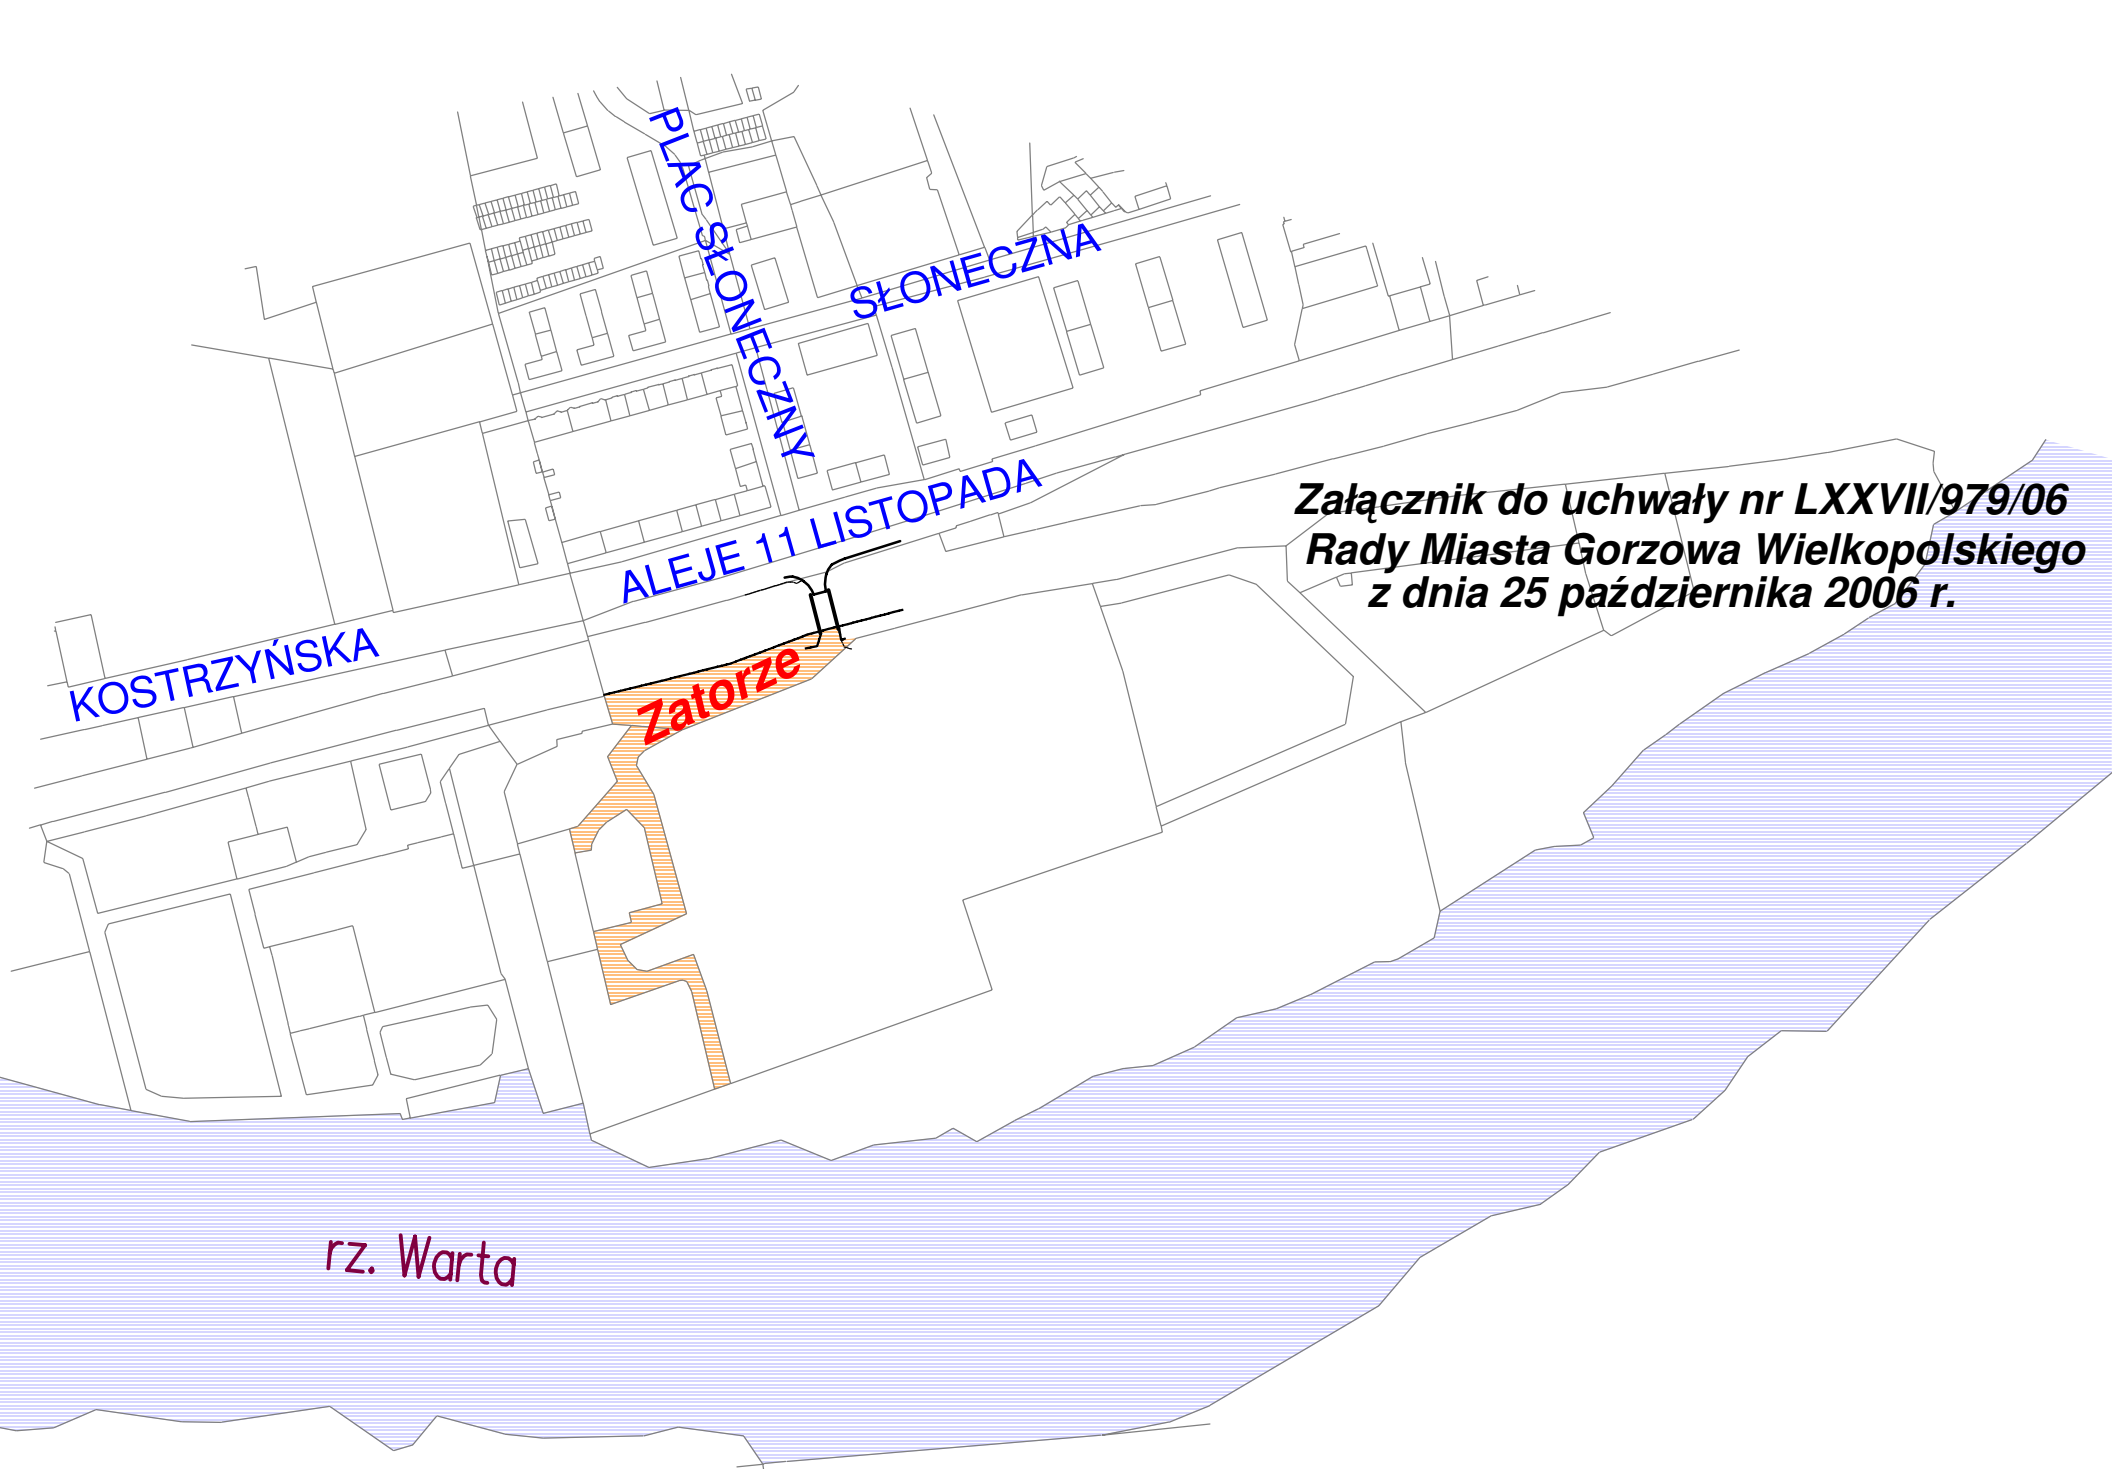 PLAC SŁONECZNY
SŁONECZNA
ALEJE 11 LISTOPADA
Załącznik do uchwały nr LXXVII/979/06
Rady Miasta Gorzowa Wielkopolskiego
z dnia 25 października 2006 r.
KOSTRZYŃSKA
Zatorze
rz. Warta